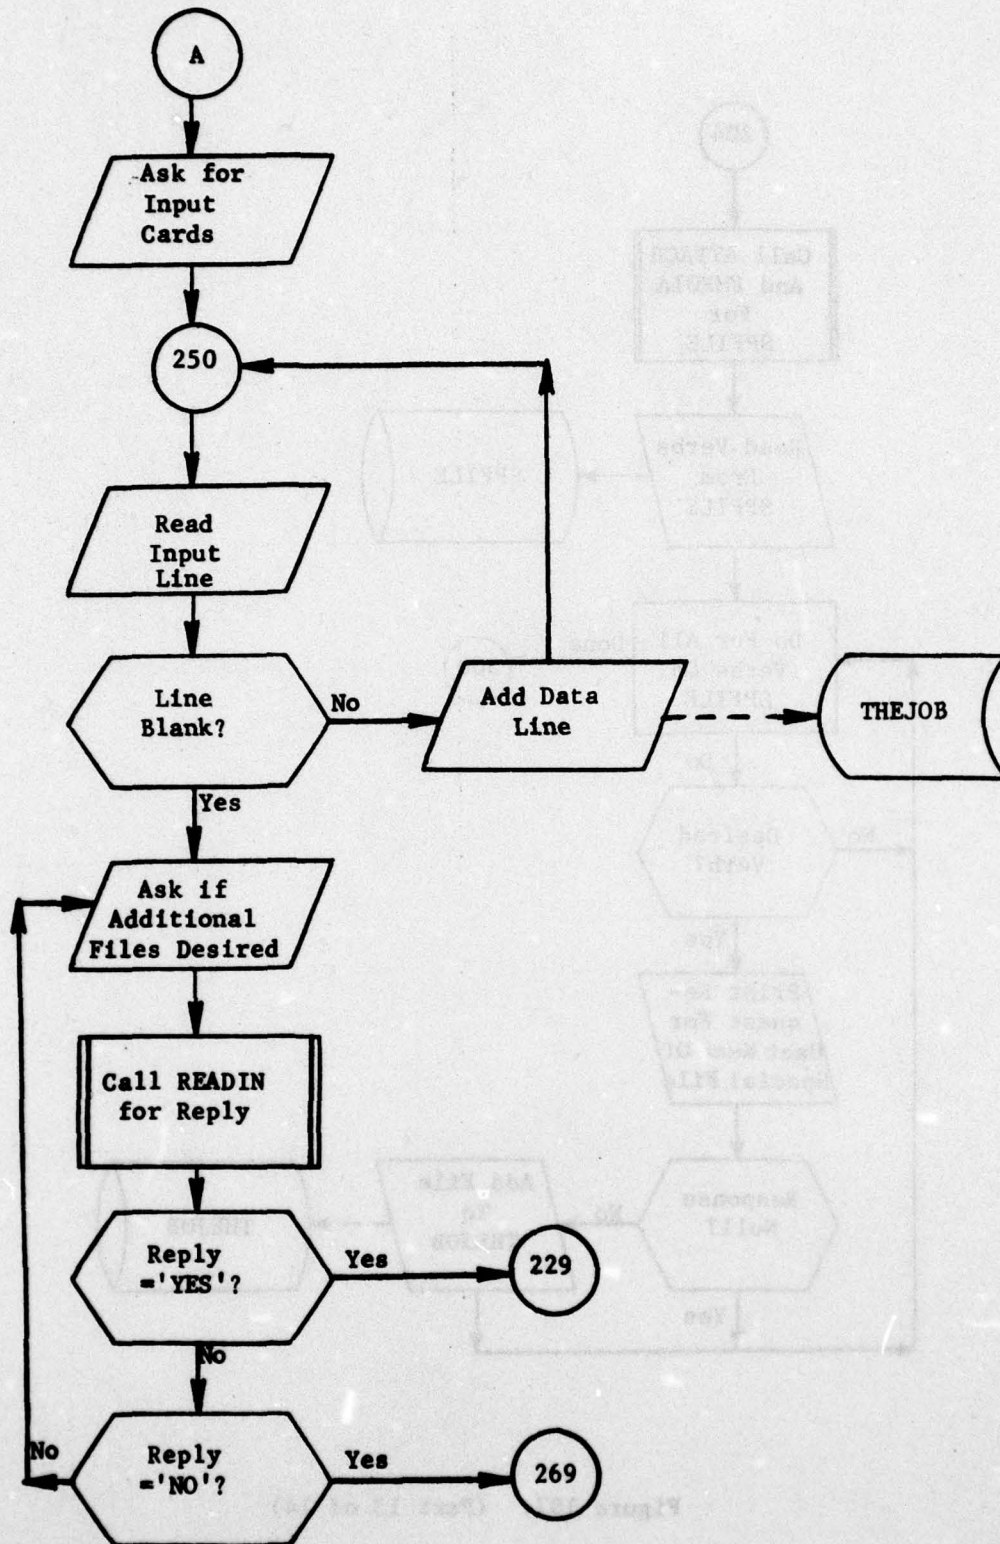 A
Ask for
Input
Cards
250
Read
Input
Line
Line
Blank?
No
Add Data
Line
THEJOB
Yes
Ask if
Additional
Files Desired
Call READIN
for Reply
Reply
='YES'?
Yes
229
No
Reply
='NO'?
Yes
269
No